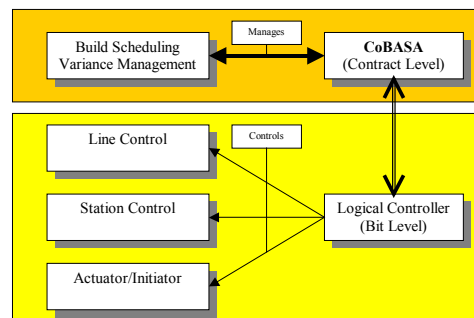 Manages
Build Scheduling
Variance Management
CoBASA
(Contract Level)
Controls
Line Control
Station Control
Logical Controller
(Bit Level)
Actuator/Initiator